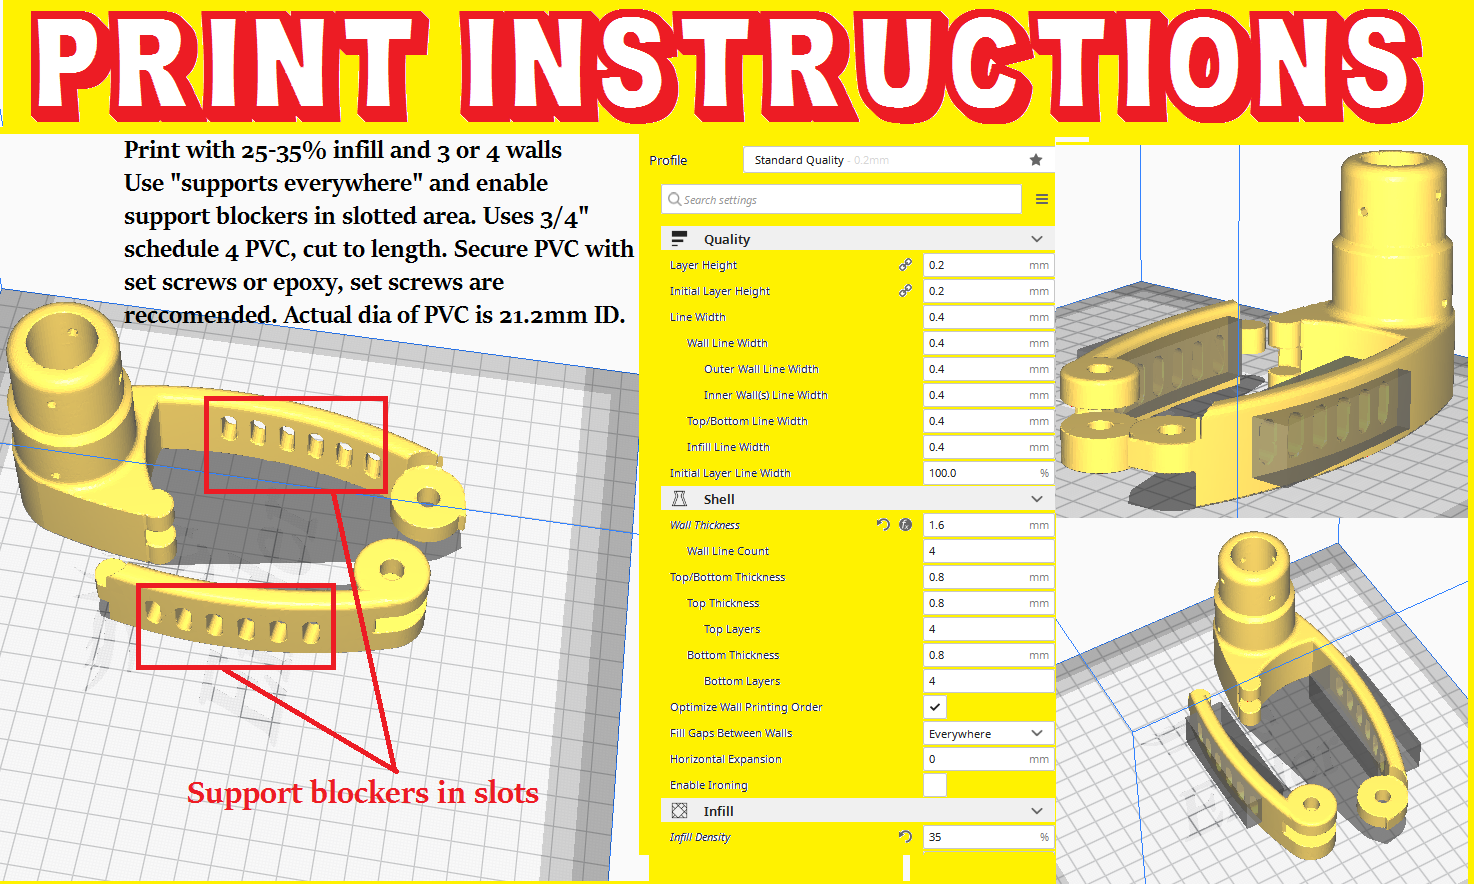 PRINT INSTRUCTIONS
Print with 25-35% infill and 3 or 4 walls
Use "supports everywhere" and enable
support blockers in slotted area. Uses 3/4"
schedule 4 PVC, cut to length. Secure PVC with
set screws or epoxy, set screws are
reccomended. Actual dia of PVC is 21.2mm ID.
Support blockers in slots
Profile Standard Quality - 0.2mm
Search settings
Quality
Layer Height 0.2 mm
Initial Layer Height 0.2 mm
Line Width 0.4 mm
Wall Line Width 0.4 mm
Outer Wall Line Width 0.4 mm
Inner Wall(s) Line Width 0.4 mm
Top/Bottom Line Width 0.4 mm
Infill Line Width 0.4 mm
Initial Layer Line Width 100.0 %
Shell
Wall Thickness fx 1.6 mm
Wall Line Count 4
Top/Bottom Thickness 0.8 mm
Top Thickness 0.8 mm
Top Layers 4
Bottom Thickness 0.8 mm
Bottom Layers 4
Optimize Wall Printing Order
Fill Gaps Between Walls Everywhere
Horizontal Expansion 0 mm
Enable Ironing
Infill
Infill Density 35 %